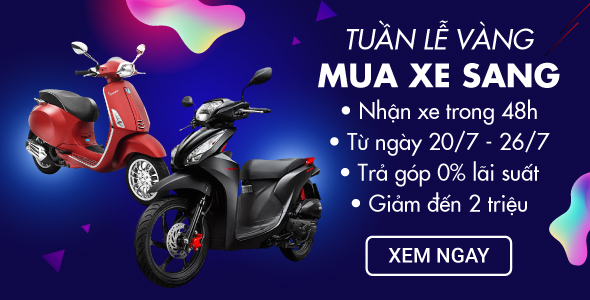 TUẦN LỄ VÀNG
MUA XE SANG
• Nhận xe trong 48h
• Từ ngày 20/7 - 26/7
• Trả góp 0% lãi suất
• Giảm đến 2 triệu
XEM NGAY